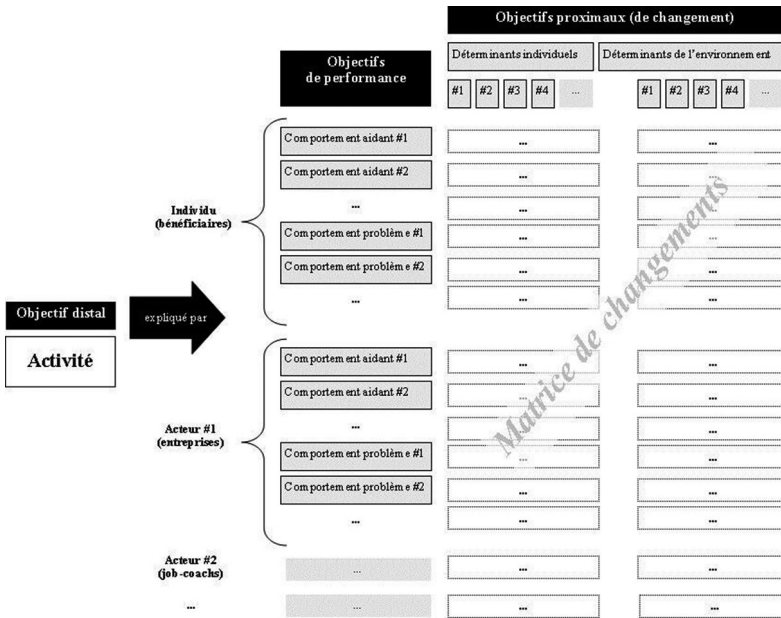 Objectifs proximaux (de changement)
Objectifs
de performance
Déterminants individuels
Déterminants de l'environnement
#1 #2 #3 #4 ...
#1 #2 #3 #4 ...
Individu
(bénéficiaires)
Comportement aidant #1
... ...
Comportement aidant #2
... ...
...
... ...
Comportement problème #1
... ...
Comportement problème #2
... ...
...
... ...
Objectif distal
Activité
expliqué par
Matrice de changements
Acteur #1
(entreprises)
Comportement aidant #1
... ...
Comportement aidant #2
... ...
...
... ...
Comportement problème #1
... ...
Comportement problème #2
... ...
...
... ...
Acteur #2
(job-coachs)
... ... ...
... ... ... ...